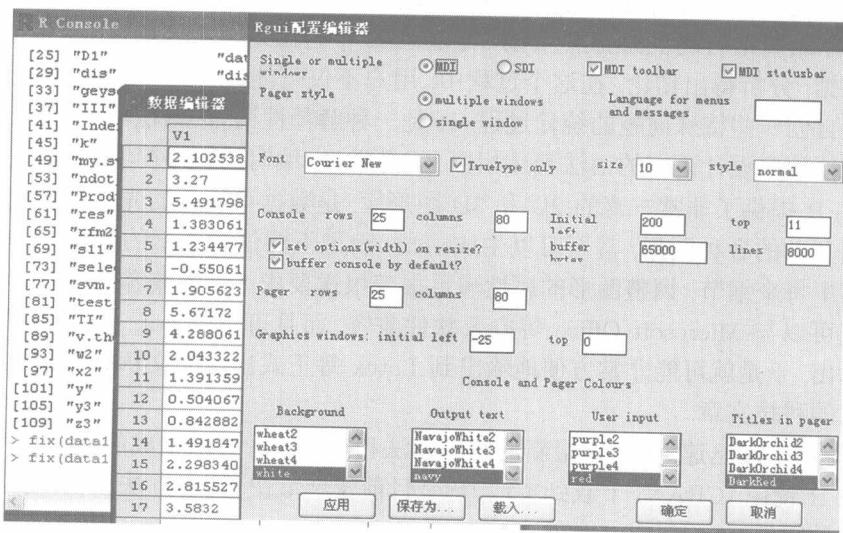 R Console
[25] "D1" "dat
[29] "dis" "dis
[33] "geys
[37] "III"
[41] "Inde
[45] "k"
[49] "my.s
[53] "ndot
[57] "Prod
[61] "res"
[65] "rfm2
[69] "s11"
[73] "sele
[77] "svm.
[81] "test
[85] "TI"
[89] "v.th
[93] "w2"
[97] "x2"
[101] "y"
[105] "y3"
[109] "z3"
> fix(data1
> fix(data1
数据编辑器
V1
1 2.102538
2 3.27
3 5.491798
4 1.383061
5 1.234477
6 -0.55061
7 1.905623
8 5.67172
9 4.288061
10 2.043322
11 1.391359
12 0.504067
13 0.842882
14 1.491847
15 2.298340
16 2.815527
17 3.5832
Rgui配置编辑器
Single or multiple windows MDI SDI MDI toolbar MDI statusbar
Pager style multiple windows Language for menus and messages
single window
Font Courier New TrueType only size 10 style normal
Console rows 25 columns 80 Initial left 200 top 11
set options(width) on resize? buffer bytes 65000 lines 8000
buffer console by default?
Pager rows 25 columns 80
Graphics windows: initial left -25 top 0
Console and Pager Colours
Background Output text User input Titles in pager
wheat2 NavajoWhite2 purple2 DarkOrchid2
wheat3 NavajoWhite3 purple3 DarkOrchid3
wheat4 NavajoWhite4 purple4 DarkOrchid4
white navy red DarkRed
应用 保存为... 载入... 确定 取消